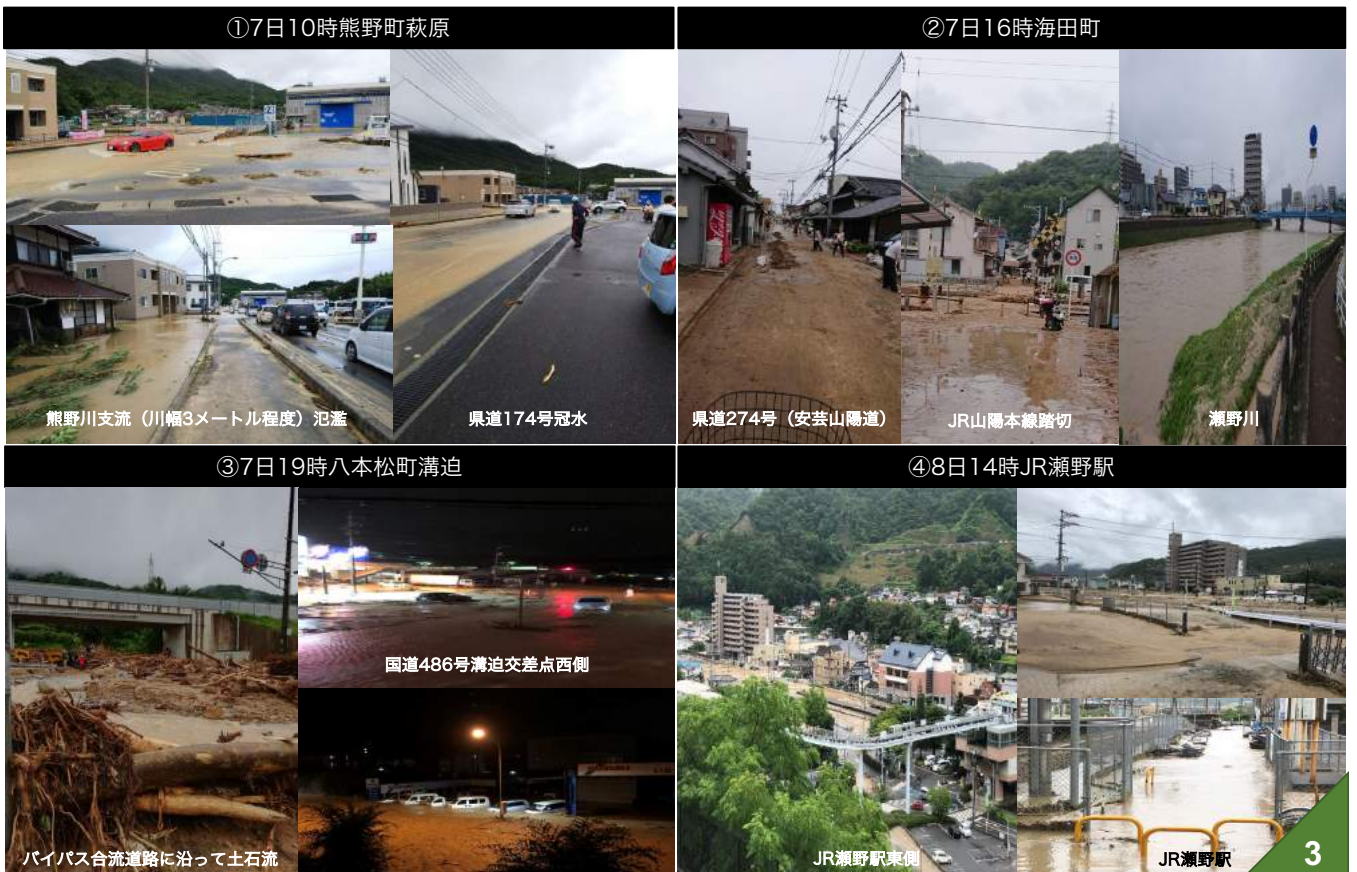 ①7日10時熊野町萩原
②7日16時海田町
熊野川支流（川幅3メートル程度）氾濫
県道174号冠水
県道274号（安芸山陽道）
JR山陽本線踏切
瀬野川
③7日19時八本松町溝迫
④8日14時JR瀬野駅
国道486号溝迫交差点西側
バイパス合流道路に沿って土石流
JR瀬野駅東側
JR瀬野駅
3